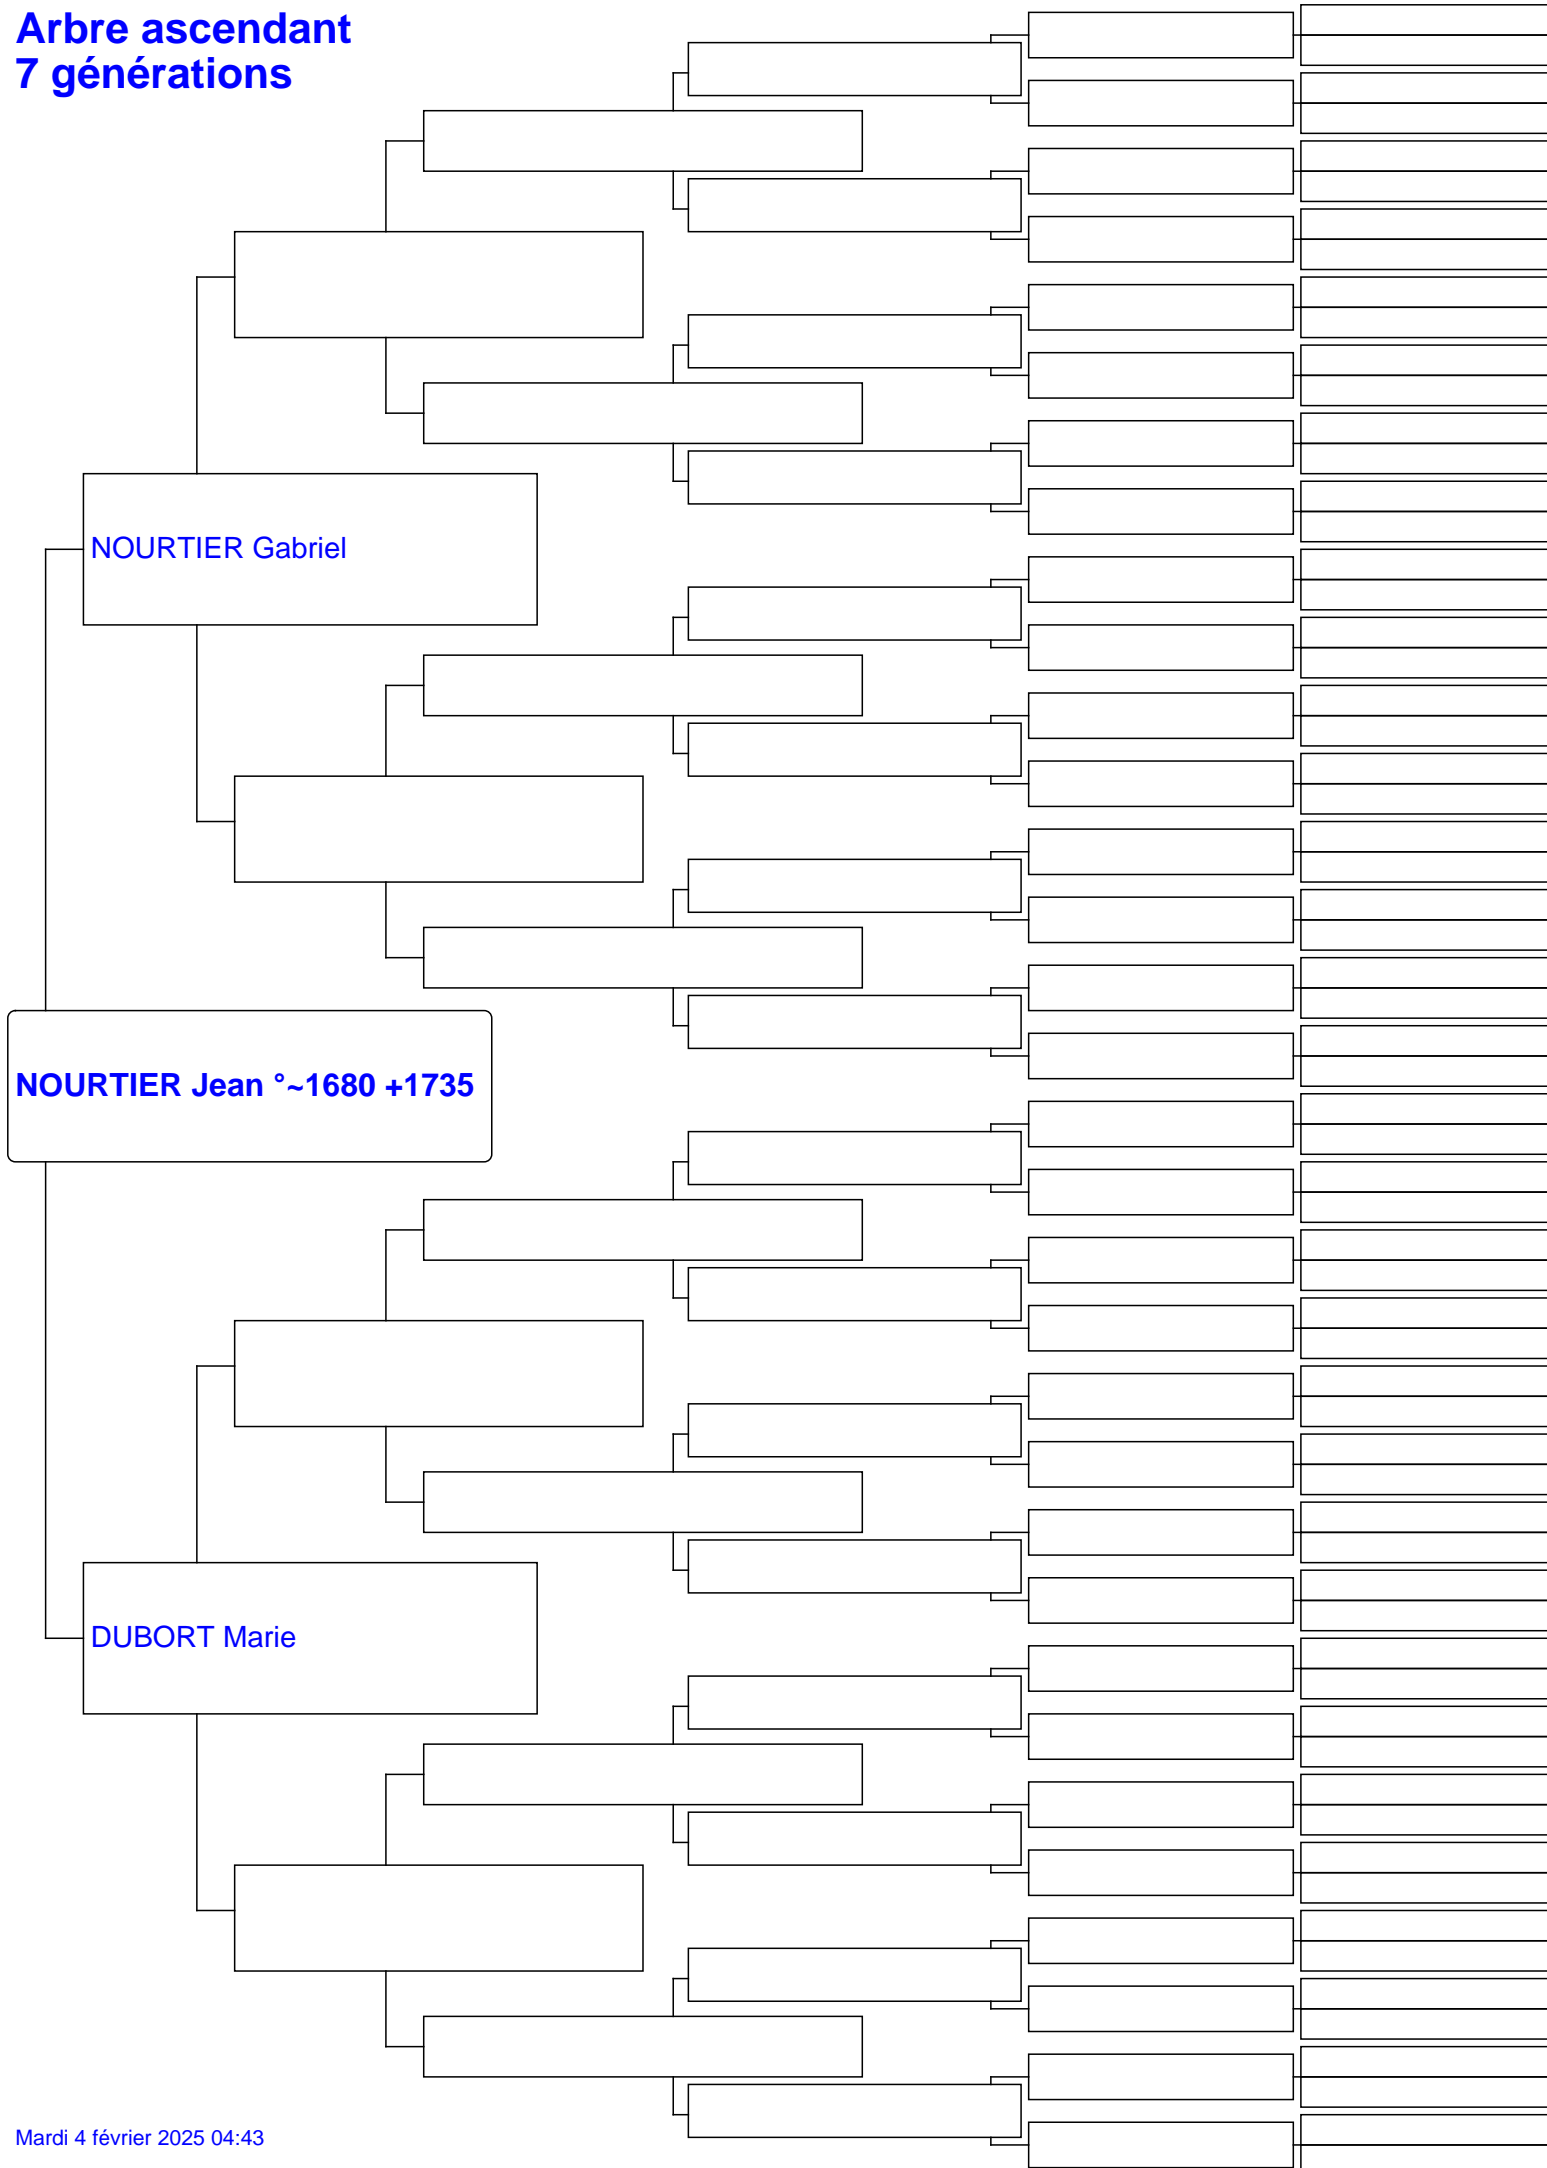 Arbre ascendant
7 générations
NOURTIER Gabriel
NOURTIER Jean °~1680 +1735
DUBORT Marie
Mardi 4 février 2025 04:43